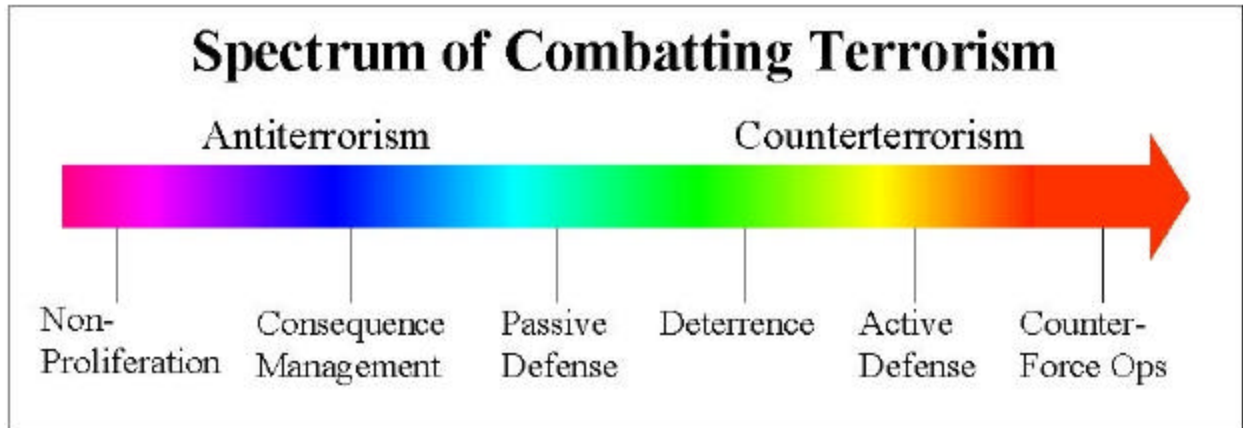 Spectrum of Combatting Terrorism
Antiterrorism Counterterrorism
Non-
Proliferation
Consequence
Management
Passive
Defense
Deterrence
Active
Defense
Counter-
Force Ops